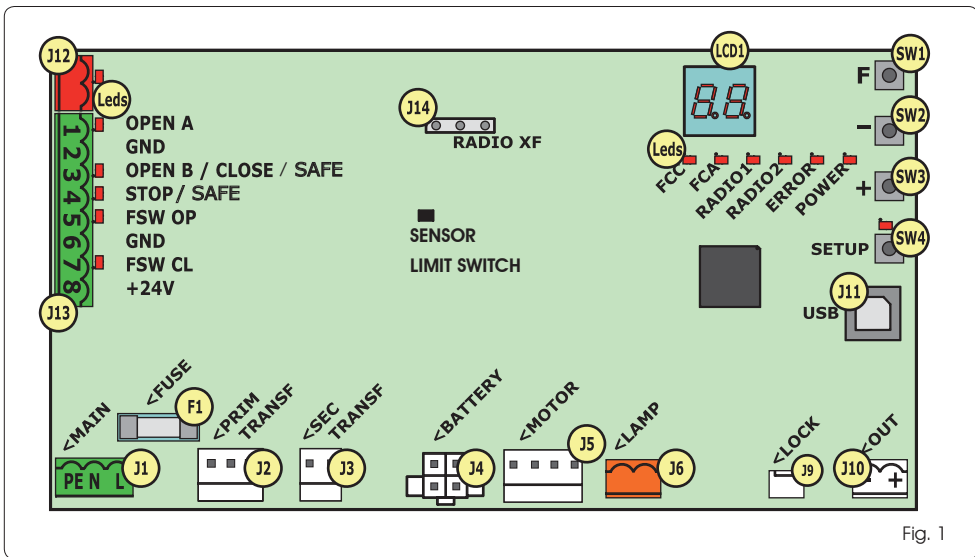 J12
Leds
1 OPEN A
2 GND
3 OPEN B / CLOSE / SAFE
4 STOP/ SAFE
5 FSW OP
6 GND
7 FSW CL
8 +24V
J13
J14
RADIO XF
SENSOR
LIMIT SWITCH
LCD1
8.8.
Leds
FCC
FCA
RADIO1
RADIO2
ERROR
POWER
F
SW1
–
SW2
+
SW3
SETUP
SW4
J11
USB
<MAIN
PE N L
J1
<FUSE
F1
<PRIM
TRANSF
J2
<SEC
TRANSF
J3
<BATTERY
J4
<MOTOR
J5
<LAMP
J6
<LOCK
J9
<OUT
J10
- +
Fig. 1